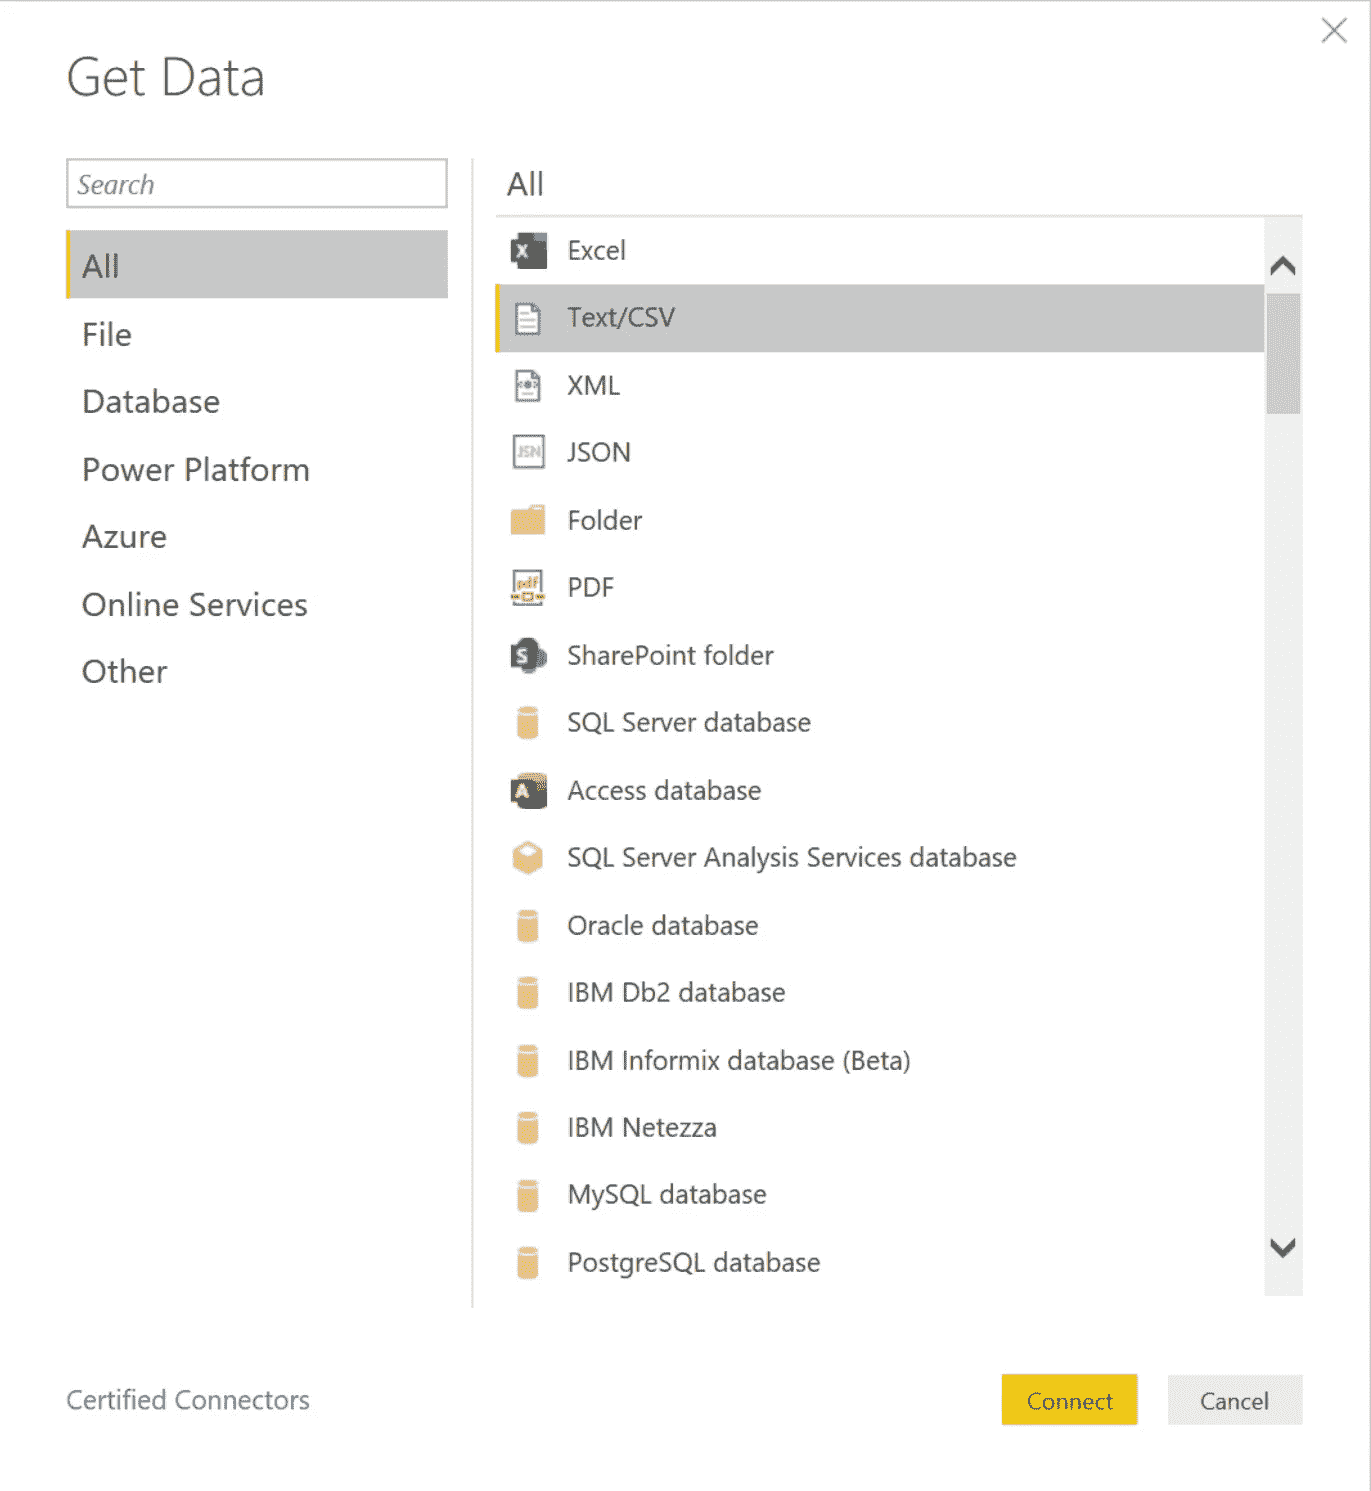 Get Data
Search
All
File
Database
Power Platform
Azure
Online Services
Other
All
Excel
Text/CSV
XML
JSN
JSON
Folder
pdf
PDF
S
SharePoint folder
SQL Server database
A
Access database
SQL Server Analysis Services database
Oracle database
IBM Db2 database
IBM Informix database (Beta)
IBM Netezza
MySQL database
PostgreSQL database
Certified Connectors
Connect
Cancel